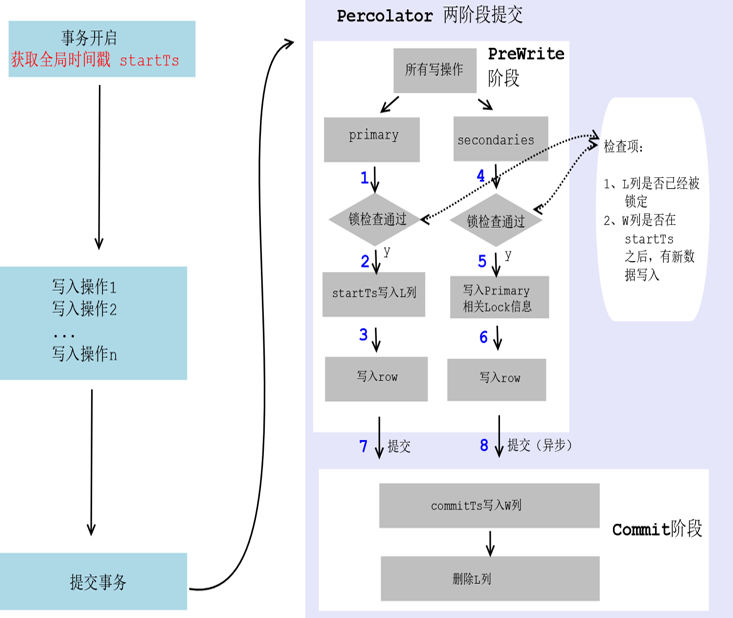 事务开启
获取全局时间戳 startTs
写入操作1
写入操作2
...
写入操作n
提交事务
Percolator 两阶段提交
PreWrite
阶段
所有写操作
primary
secondaries
1
4
锁检查通过
锁检查通过
y
y
2
5
startTs写入L列
写入Primary
相关Lock信息
3
6
写入row
写入row
7
提交
8
提交（异步）
检查项:
1、L列是否已经被
锁定
2、W列是否在
startTs
之后，有新数
据写入
commitTs写入W列
Commit阶段
删除L列